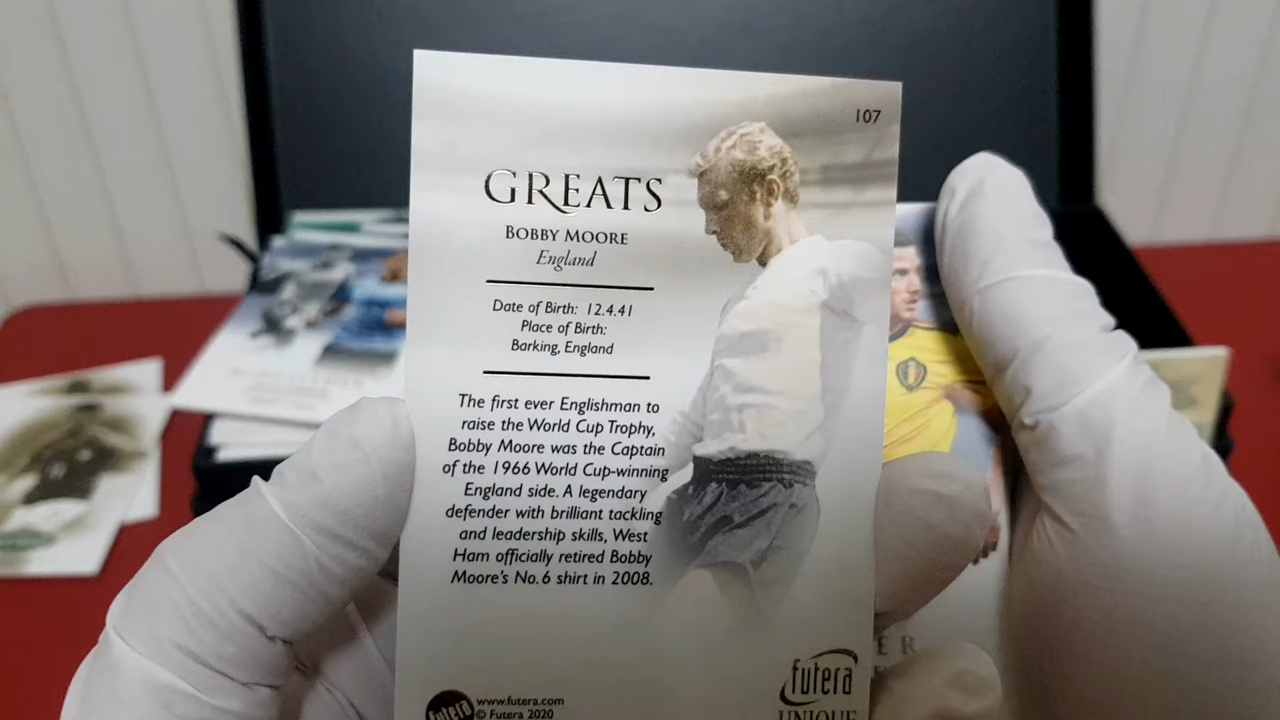 107
GREATS
BOBBY MOORE
England
Date of Birth: 12.4.41
Place of Birth:
Barking, England
The first ever Englishman to
raise the World Cup Trophy,
Bobby Moore was the Captain
of the 1966 World Cup-winning
England side. A legendary
defender with brilliant tackling
and leadership skills, West
Ham officially retired Bobby
Moore's No.6 shirt in 2008.
futera
UNIQUE
futera
www.futera.com
© Futera 2020
E R